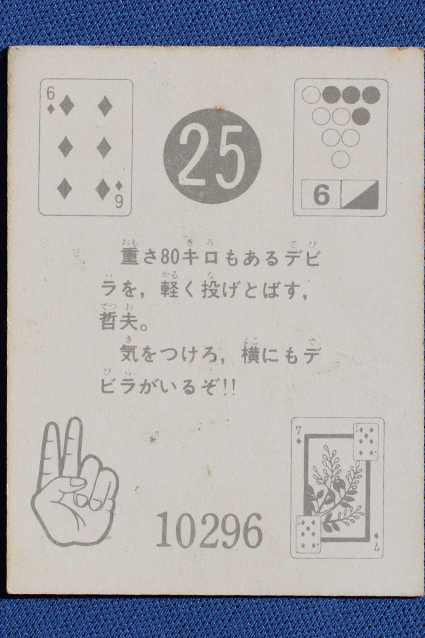 6
9
25
6
重さ80キロもあるデビ
ラを，軽く投げとばす，
哲夫。
気をつけろ，横にもデ
ビラがいるぞ!!
10296
7
7